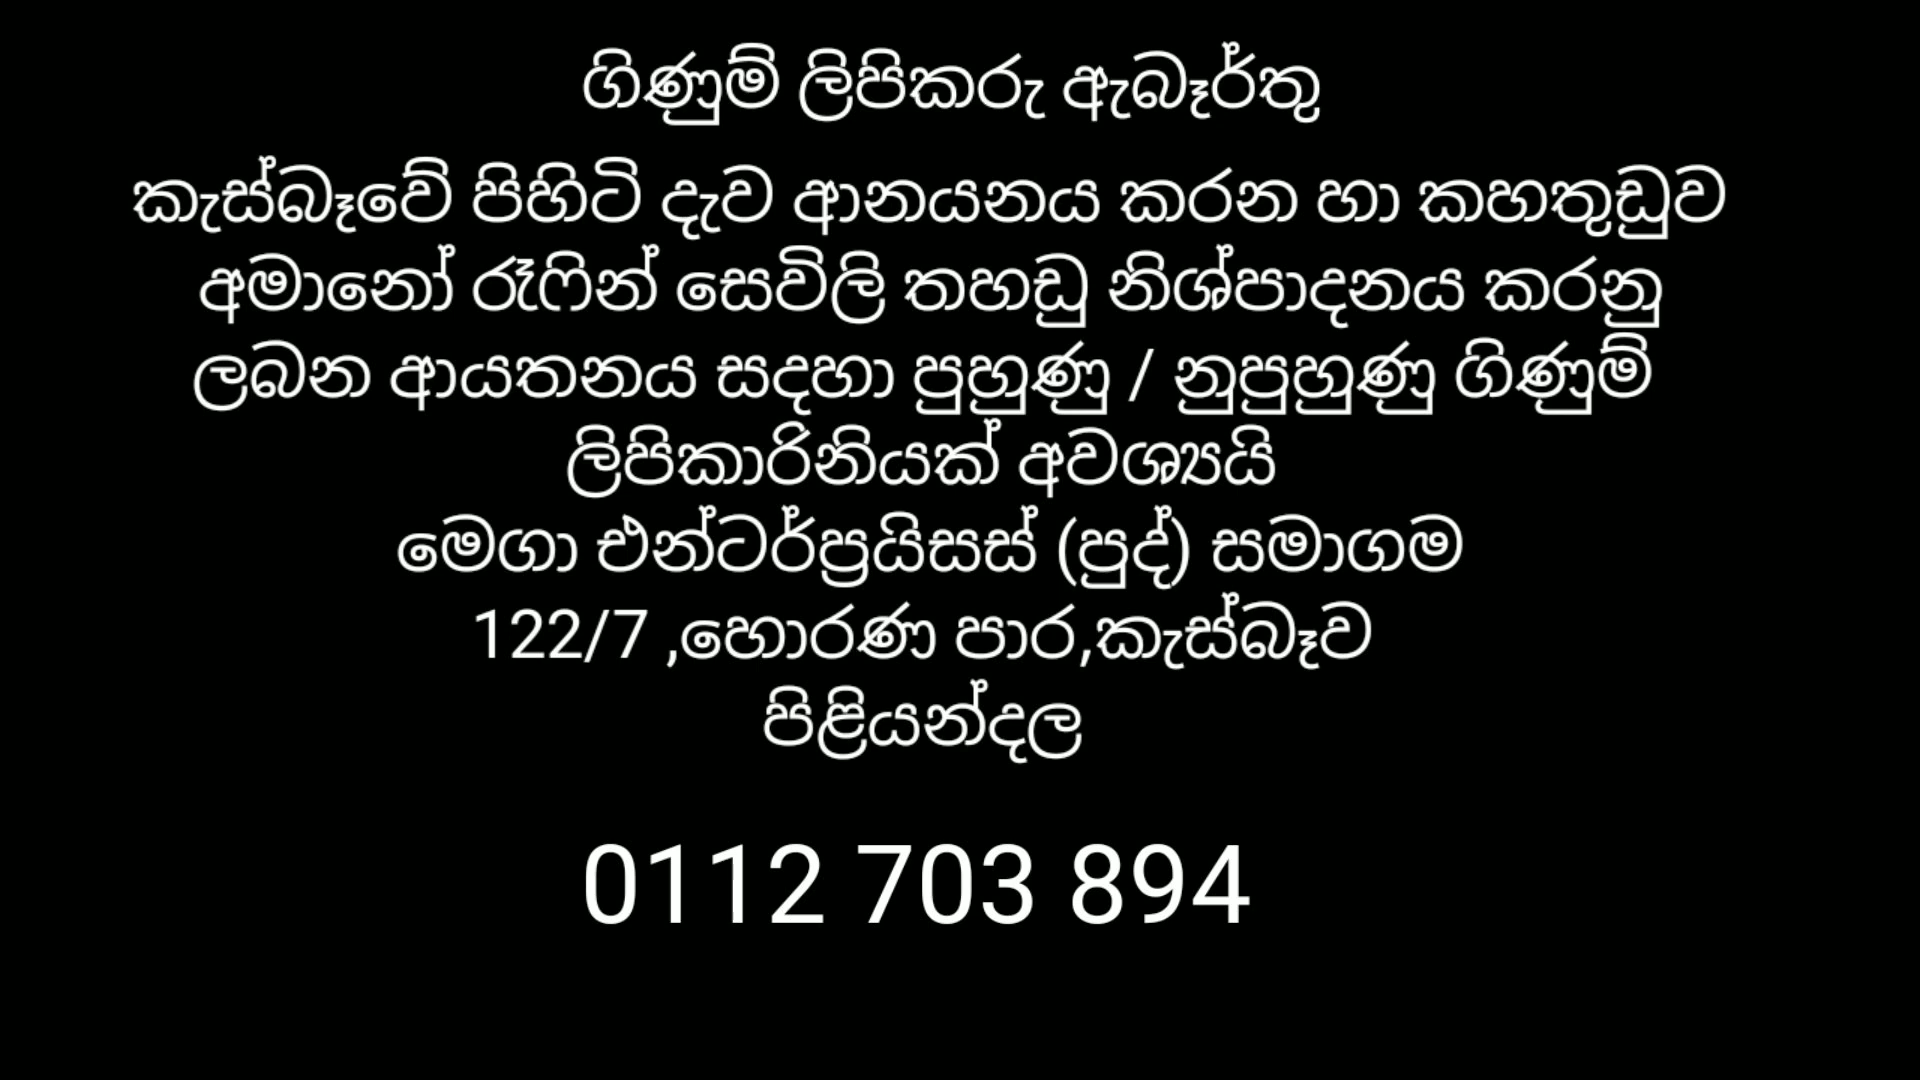 ගිණුම් ලිපිකරු ඇබෑර්තු
කැස්බෑවේ පිහිටි දැව ආනයනය කරන හා කහතුඩුව
අමානෝ රෑෆින් සෙවිලි තහඩු නිශ්පාදනය කරනු
ලබන ආයතනය සදහා පුහුණු / නුපුහුණු ගිණුම්
ලිපිකාරිනියක් අවශ්‍යයි
මෙගා එන්ටර්ප්‍රයිසස් (පුද්) සමාගම
122/7 ,හොරණ පාර,කැස්බෑව
පිළියන්දල
0112 703 894